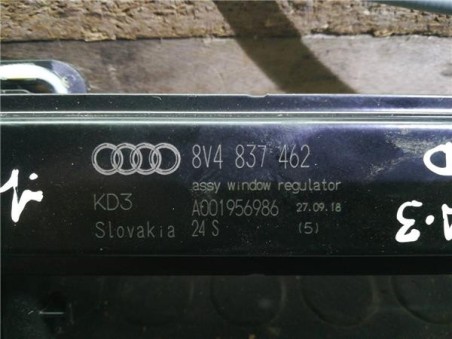 8V4 837 462
assy window regulator
KD3 A001956986 27.09.18
Slovakia 24 S (5)